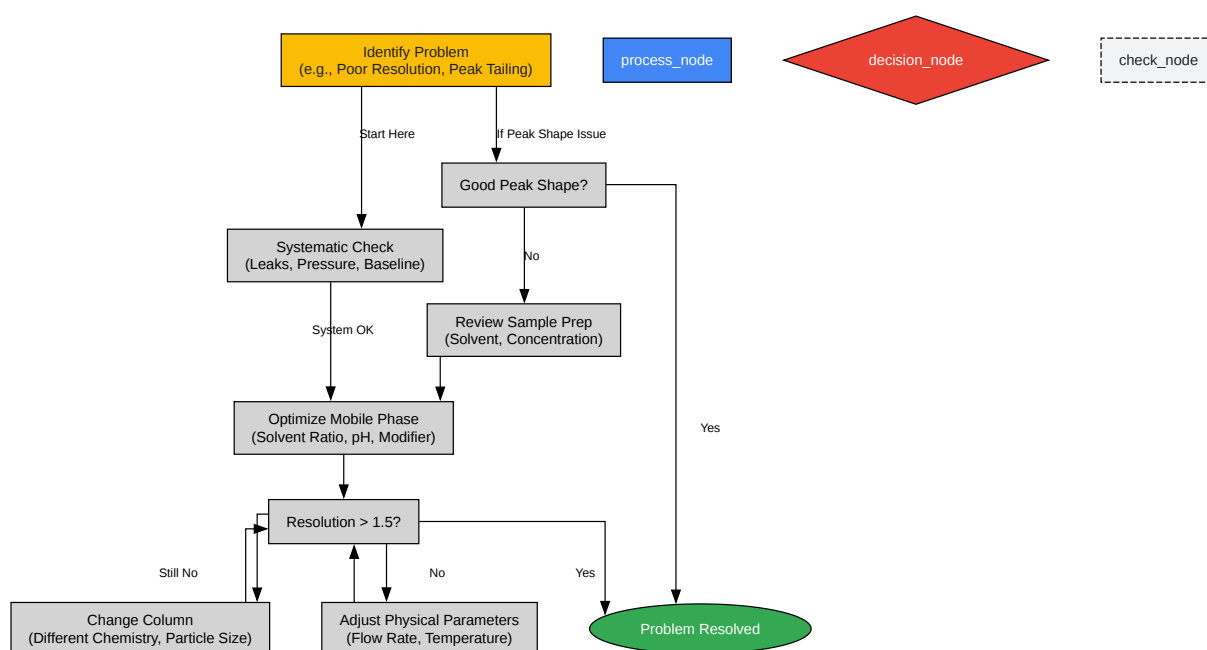 Identify Problem
(e.g., Poor Resolution, Peak Tailing)
process_node
decision_node
check_node
Start Here
If Peak Shape Issue
Good Peak Shape?
Systematic Check
(Leaks, Pressure, Baseline)
No
System OK
Review Sample Prep
(Solvent, Concentration)
Optimize Mobile Phase
(Solvent Ratio, pH, Modifier)
Yes
Resolution > 1.5?
Still No
No
Yes
Change Column
(Different Chemistry, Particle Size)
Adjust Physical Parameters
(Flow Rate, Temperature)
Problem Resolved